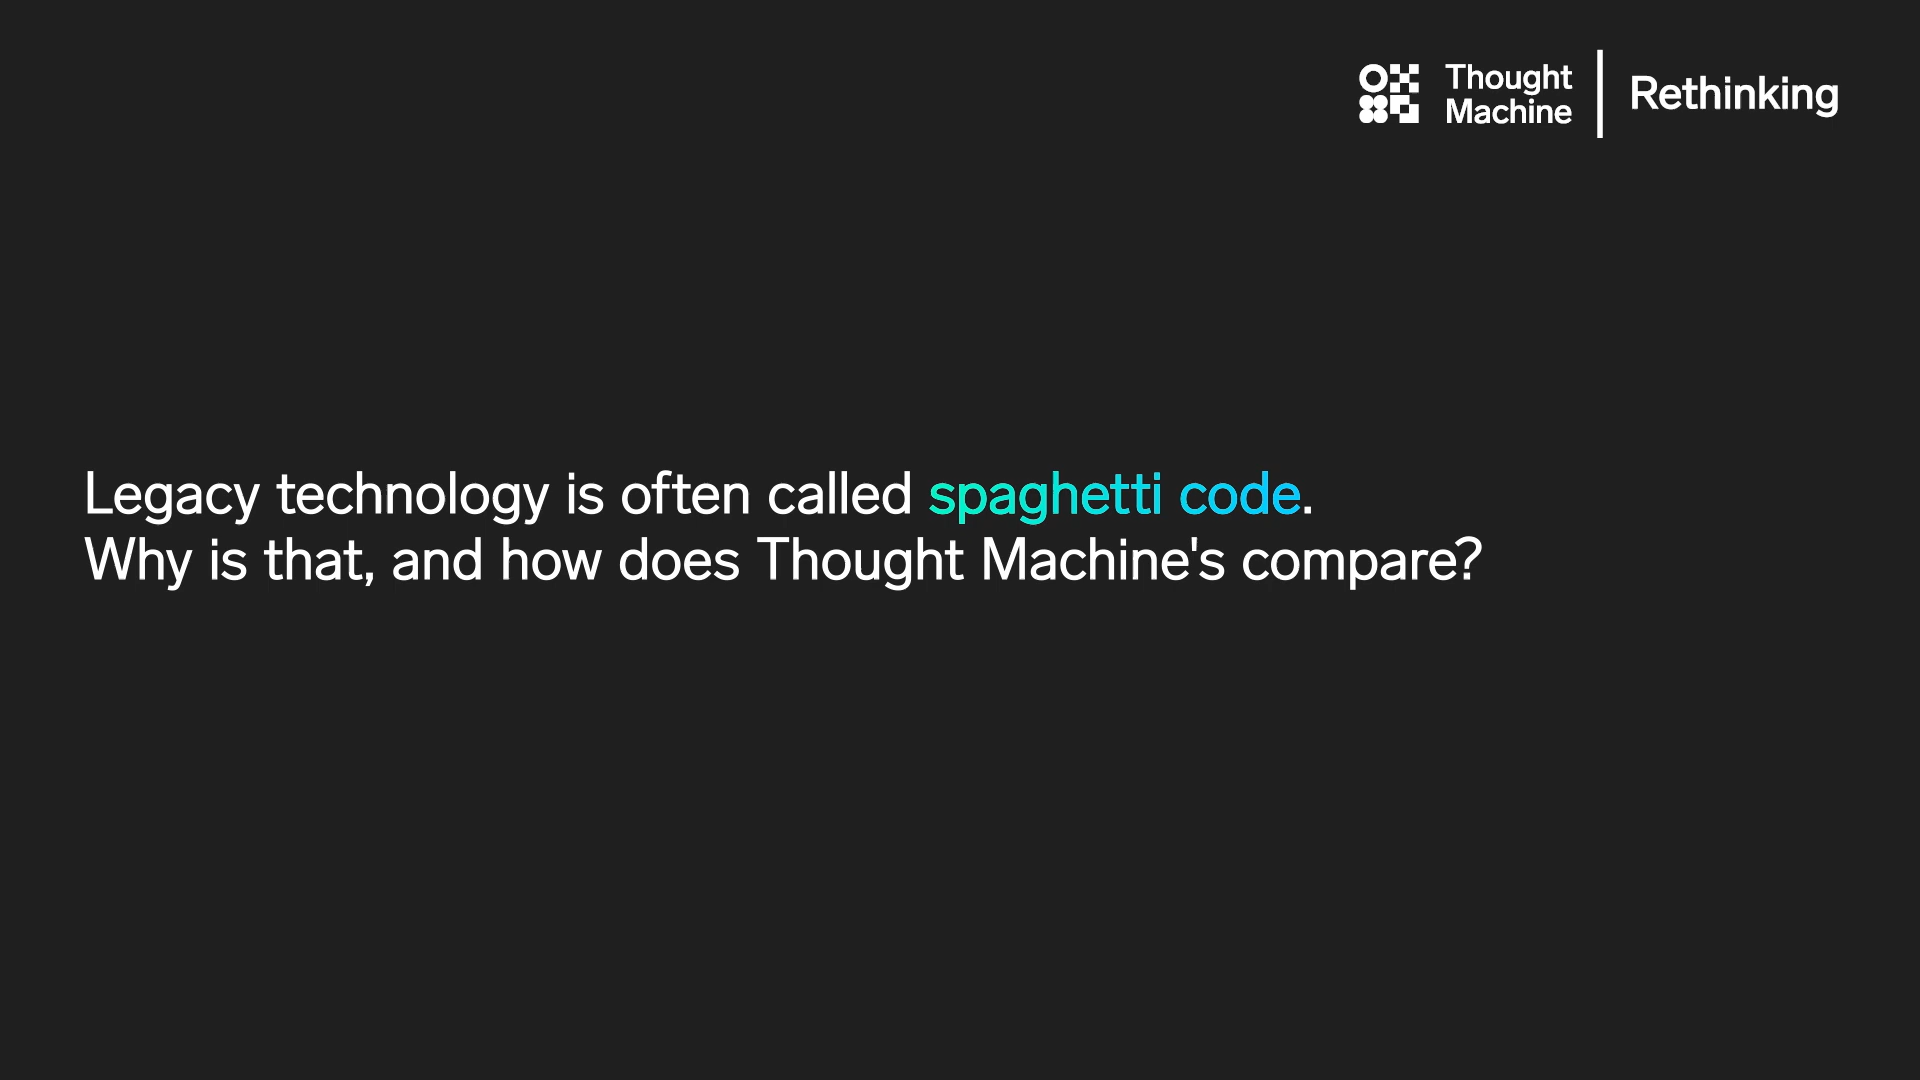 Thought
Machine
Rethinking
Legacy technology is often called spaghetti code.
Why is that, and how does Thought Machine's compare?